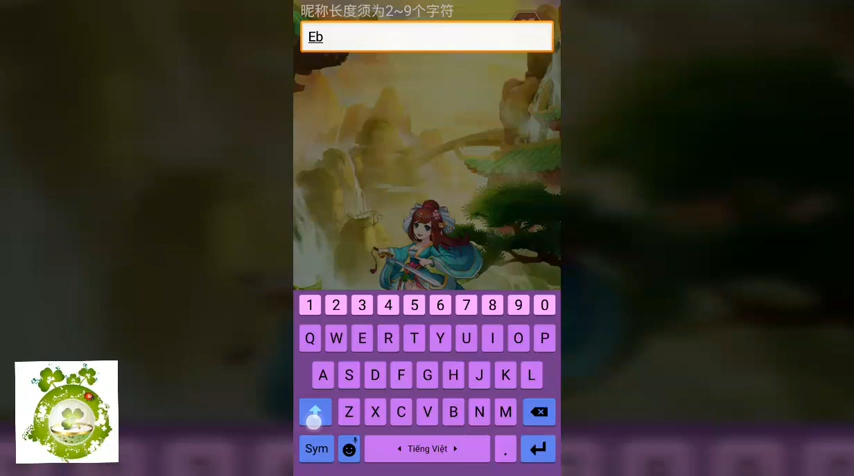 昵称长度须为2~9个字符
Eb
1 2 3 4 5 6 7 8 9 0
Q W E R T Y U I O P
A S D F G H J K L
Z X C V B N M
Sym Tiếng Việt .